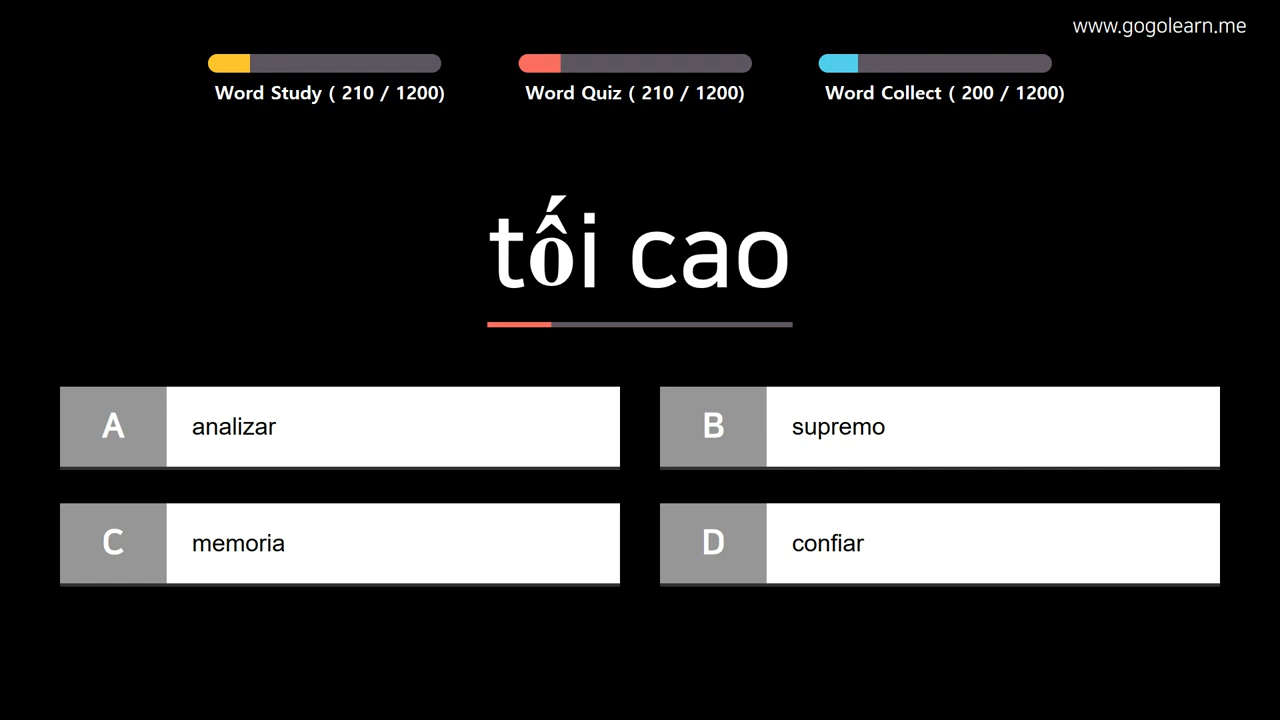 www.gogolearn.me
Word Study ( 210 / 1200)
Word Quiz ( 210 / 1200)
Word Collect ( 200 / 1200)
tối cao
A analizar
B supremo
C memoria
D confiar